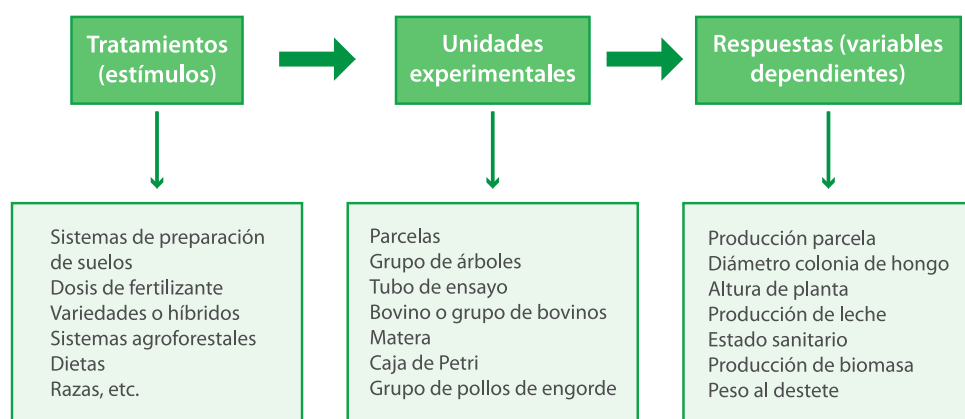 Tratamientos
(estímulos)
Unidades
experimentales
Respuestas (variables
dependientes)
Sistemas de preparación
de suelos
Dosis de fertilizante
Variedades o híbridos
Sistemas agroforestales
Dietas
Razas, etc.
Parcelas
Grupo de árboles
Tubo de ensayo
Bovino o grupo de bovinos
Matera
Caja de Petri
Grupo de pollos de engorde
Producción parcela
Diámetro colonia de hongo
Altura de planta
Producción de leche
Estado sanitario
Producción de biomasa
Peso al destete